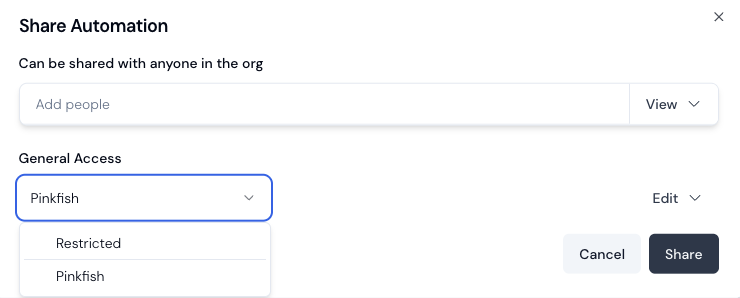 Share Automation
Can be shared with anyone in the org
Add people
View
General Access
Pinkfish
Edit
Restricted
Pinkfish
Cancel
Share